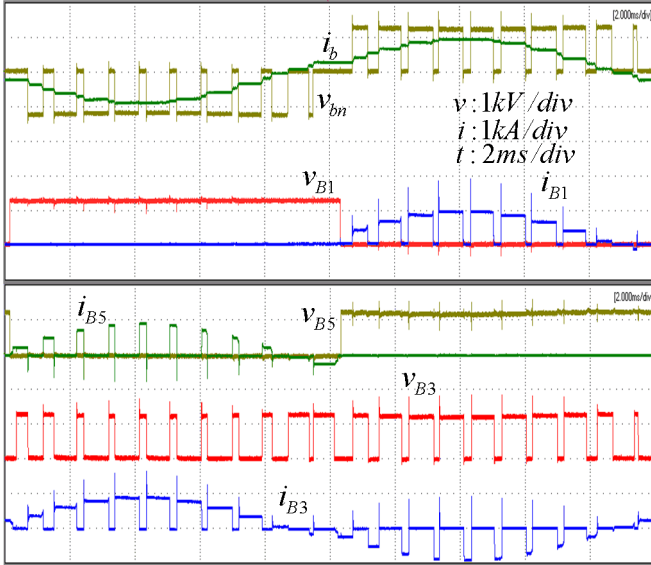 [2.000ms/div]
i_b
v_bn
v:1kV/div
i:1kA/div
t:2ms/div
v_B1
i_B1
[2.000ms/div]
i_B5
v_B5
v_B3
i_B3